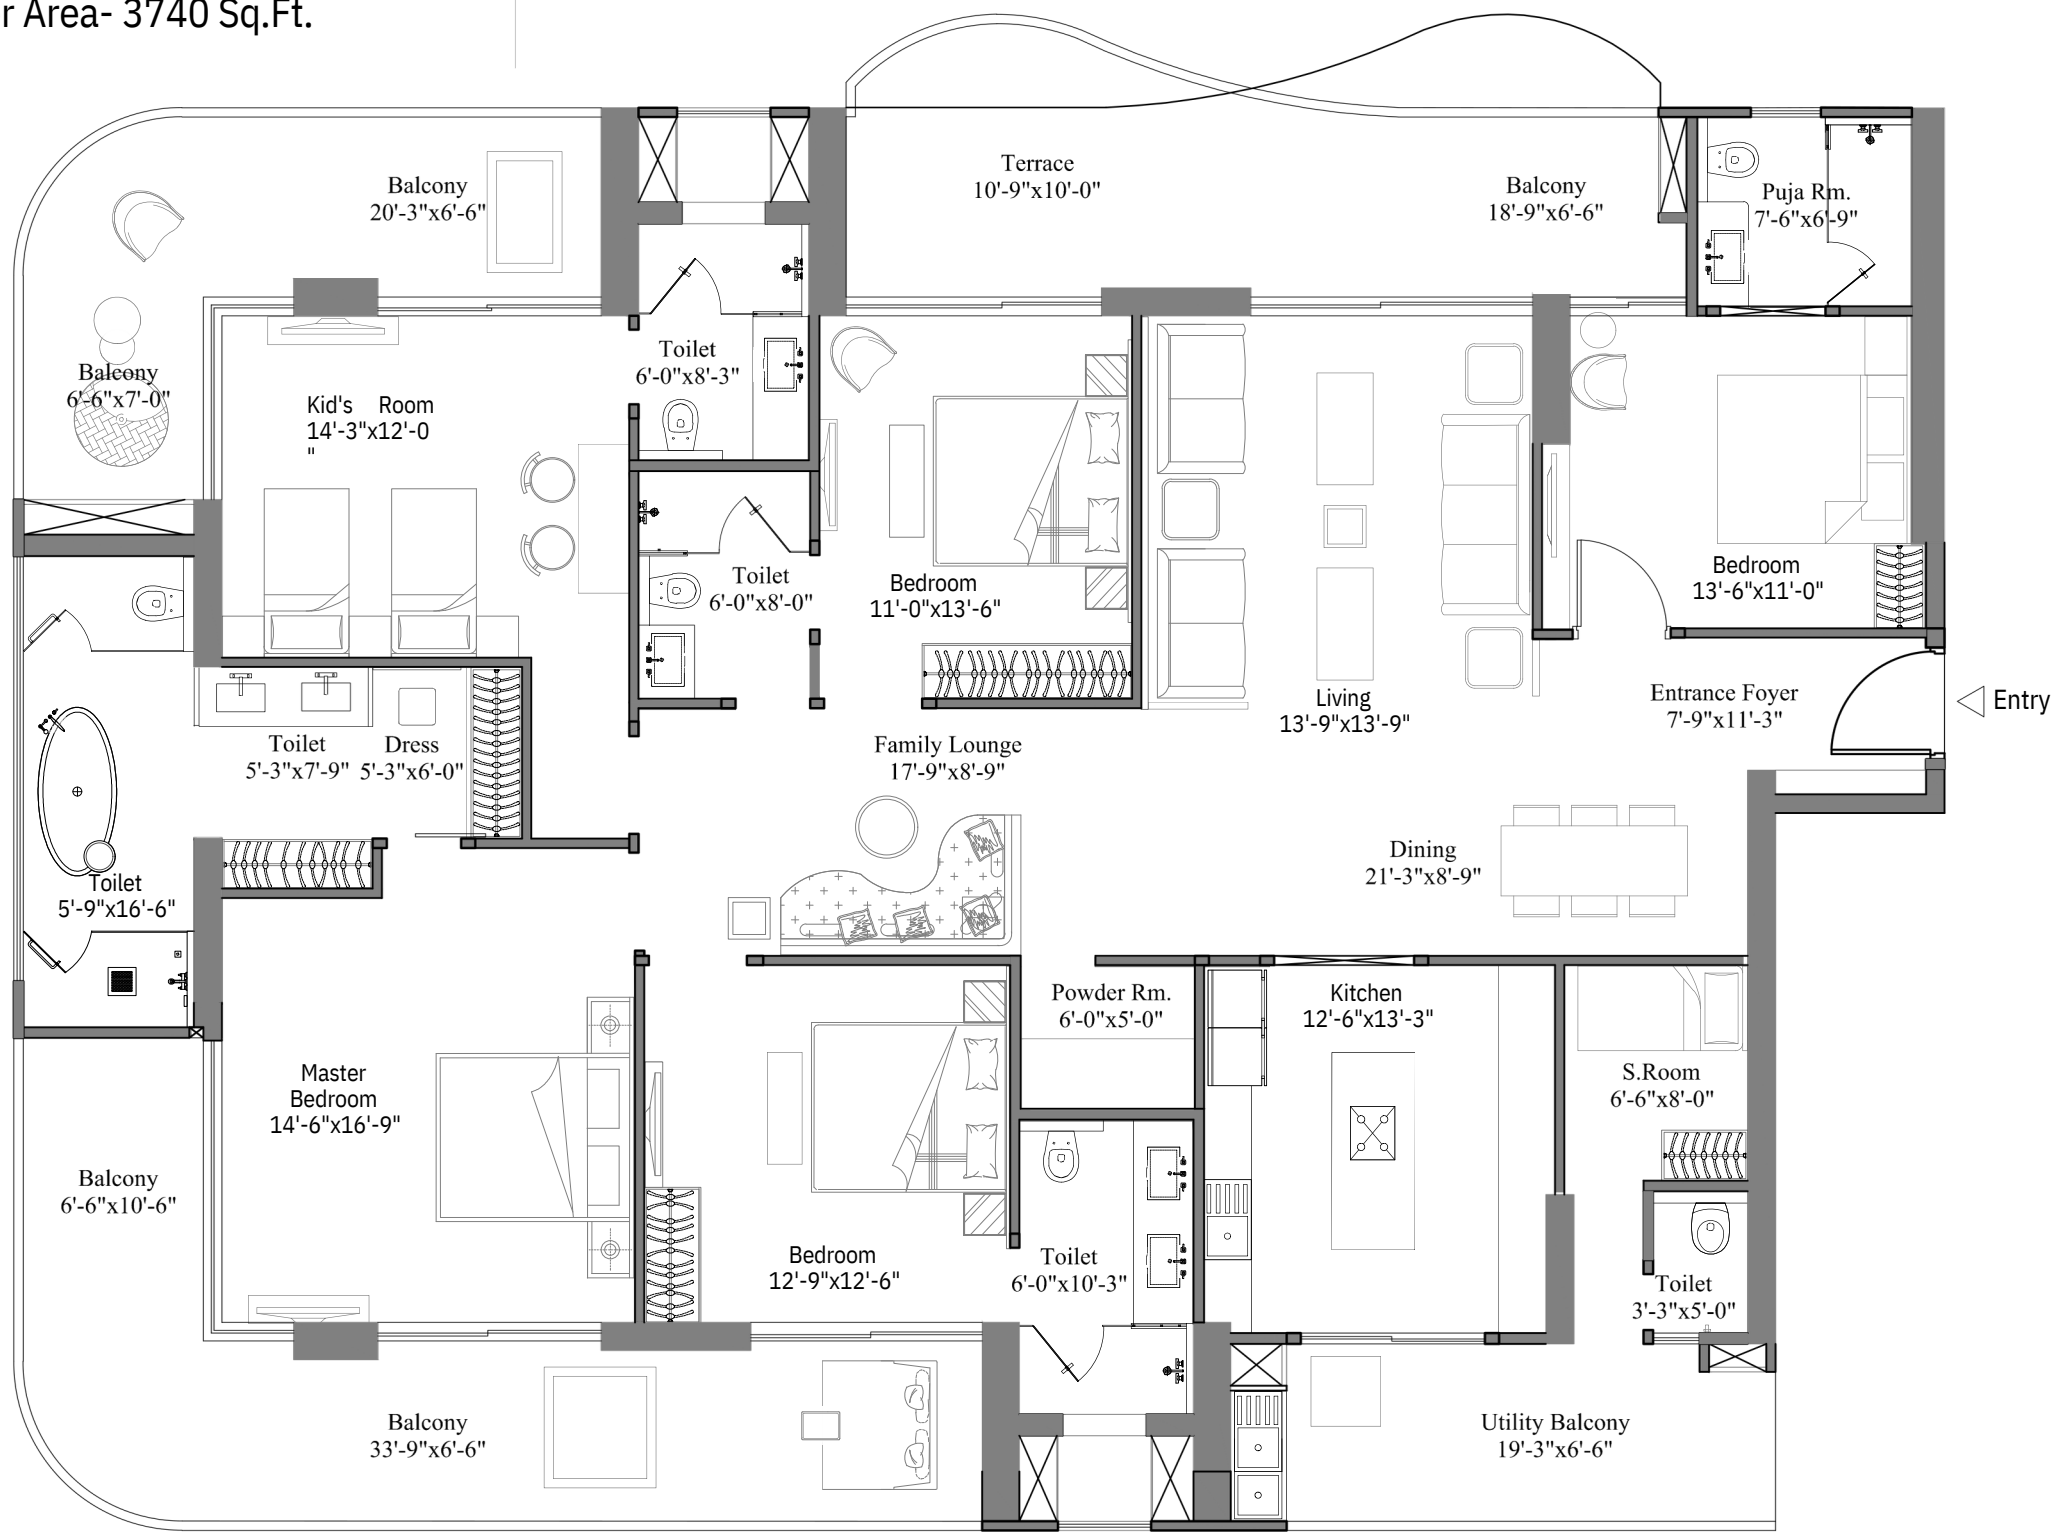 r Area- 3740 Sq.Ft.
Balcony
20'-3"x6'-6"
Terrace
10'-9"x10'-0"
Balcony
18'-9"x6'-6"
Puja Rm.
7'-6"x6'-9"
Balcony
6'-6"x7'-0"
Kid's Room
14'-3"x12'-0
"
Toilet
6'-0"x8'-3"
Toilet
6'-0"x8'-0"
Bedroom
11'-0"x13'-6"
Bedroom
13'-6"x11'-0"
Living
13'-9"x13'-9"
Entrance Foyer
7'-9"x11'-3"
Entry
Toilet
5'-3"x7'-9"
Dress
5'-3"x6'-0"
Family Lounge
17'-9"x8'-9"
Dining
21'-3"x8'-9"
Toilet
5'-9"x16'-6"
Powder Rm.
6'-0"x5'-0"
Kitchen
12'-6"x13'-3"
S.Room
6'-6"x8'-0"
Master
Bedroom
14'-6"x16'-9"
Balcony
6'-6"x10'-6"
Bedroom
12'-9"x12'-6"
Toilet
6'-0"x10'-3"
Toilet
3'-3"x5'-0"
Balcony
33'-9"x6'-6"
Utility Balcony
19'-3"x6'-6"